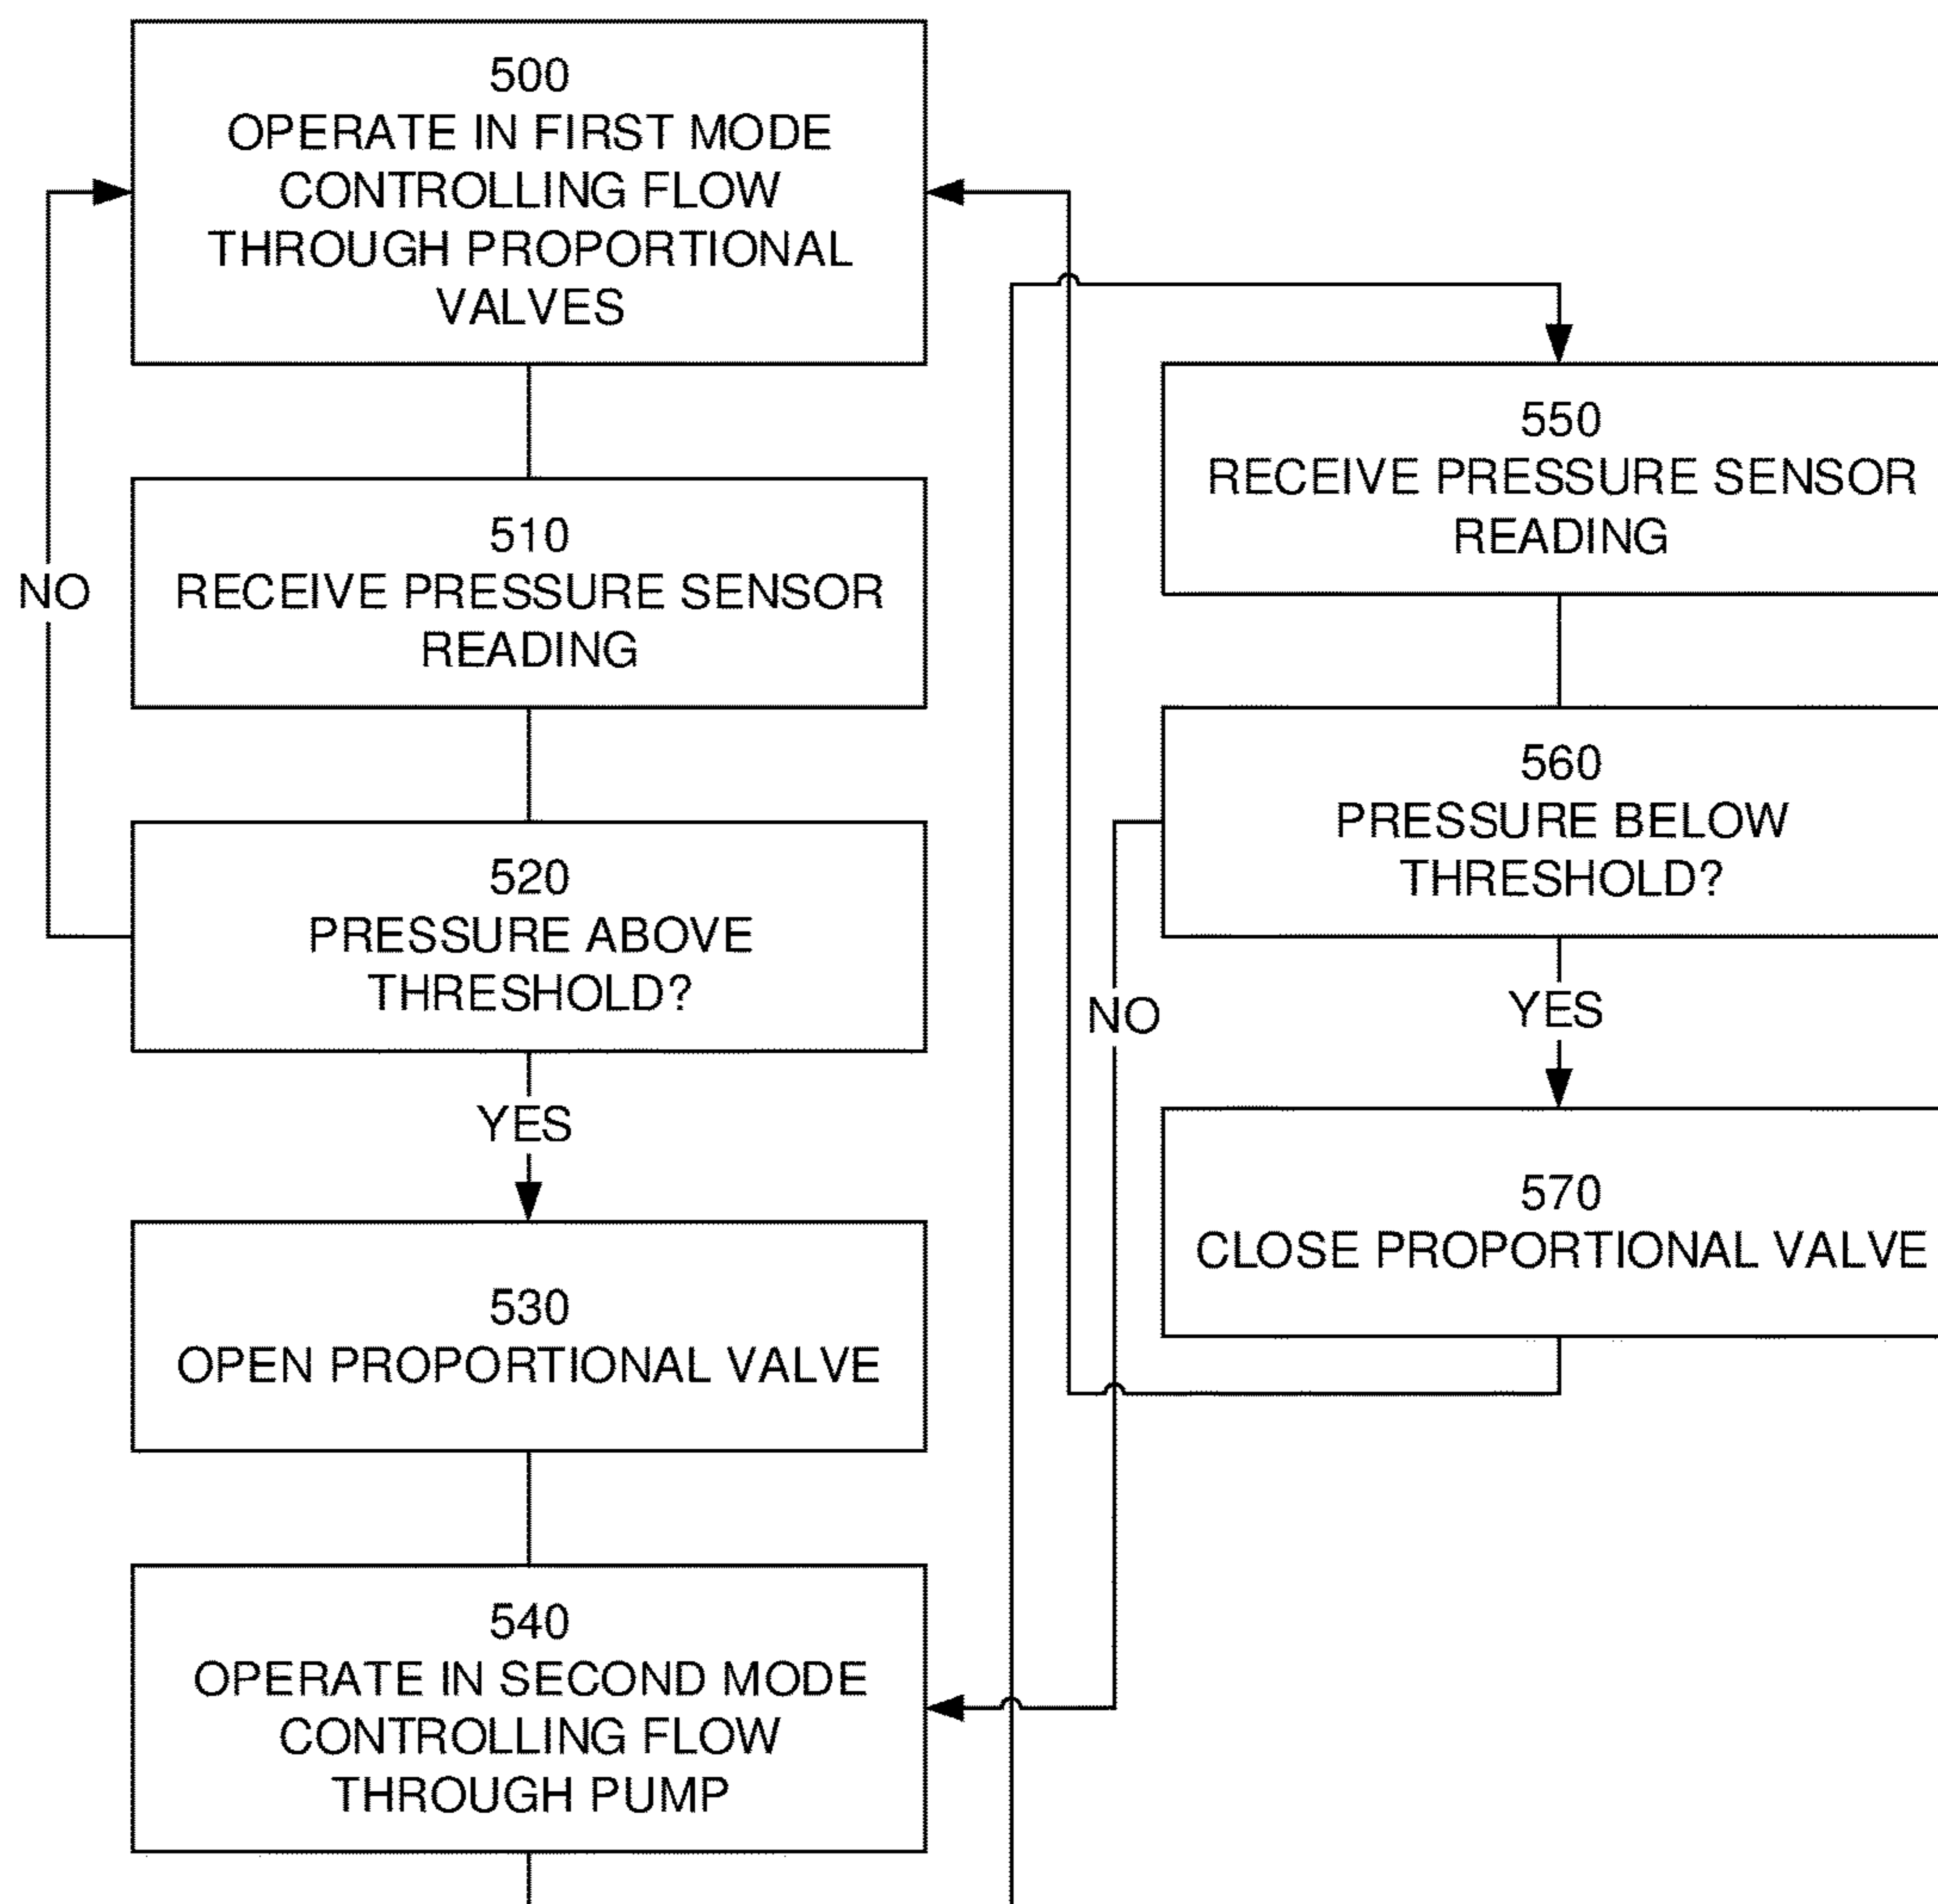 500
OPERATE IN FIRST MODE
CONTROLLING FLOW
THROUGH PROPORTIONAL
VALVES
NO
510
RECEIVE PRESSURE SENSOR
READING
520
PRESSURE ABOVE
THRESHOLD?
YES
530
OPEN PROPORTIONAL VALVE
540
OPERATE IN SECOND MODE
CONTROLLING FLOW
THROUGH PUMP
550
RECEIVE PRESSURE SENSOR
READING
560
PRESSURE BELOW
THRESHOLD?
NO
YES
570
CLOSE PROPORTIONAL VALVE